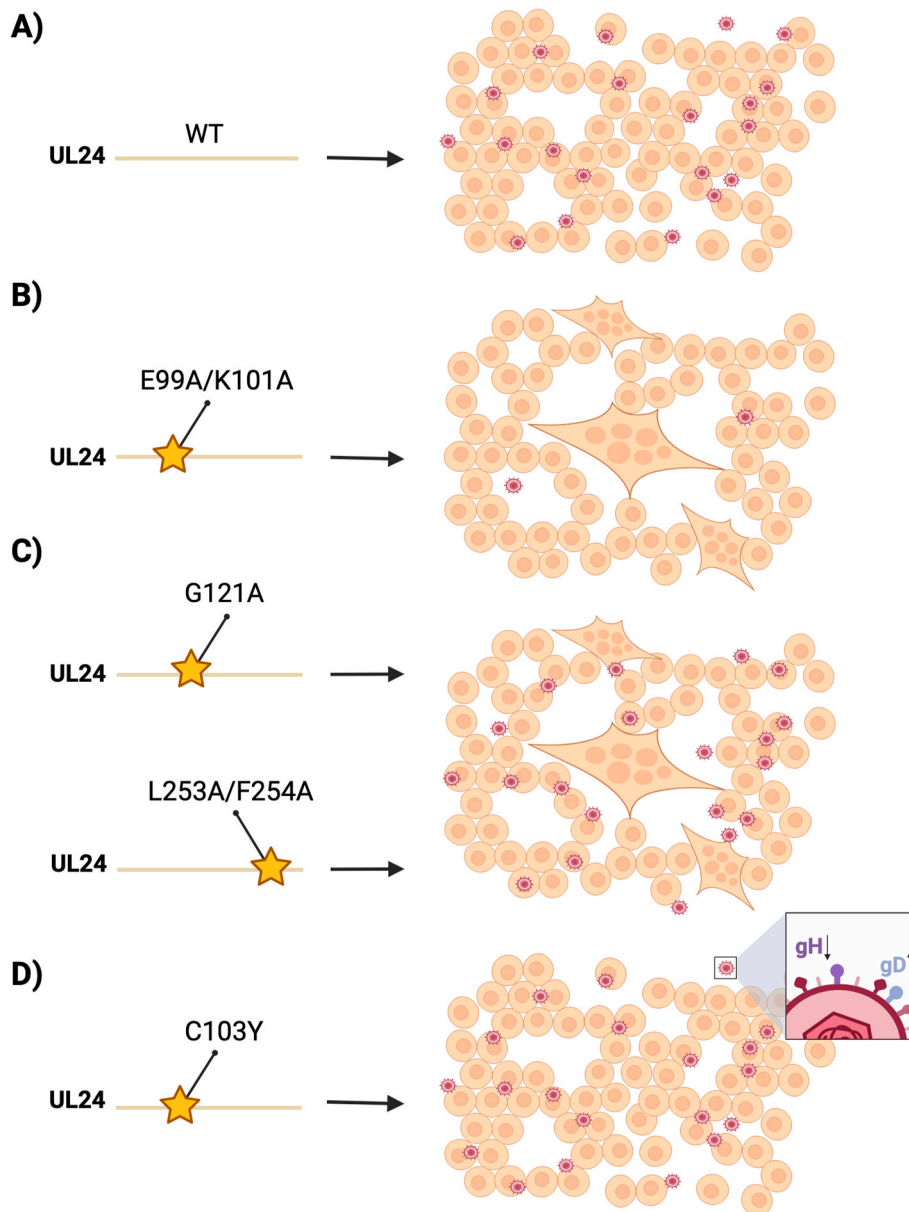 A)
WT
UL24
B)
E99A/K101A
UL24
C)
G121A
UL24
L253A/F254A
UL24
D)
gH
gD
C103Y
UL24